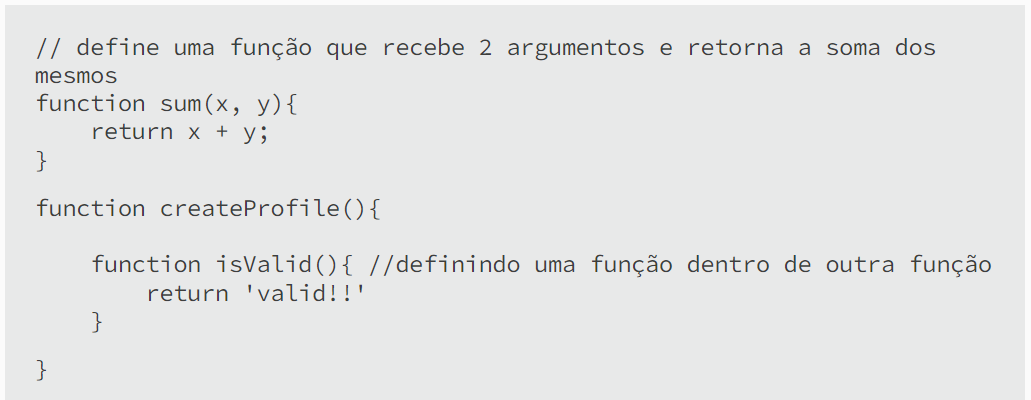 // define uma função que recebe 2 argumentos e retorna a soma dos
mesmos
function sum(x, y){
    return x + y;
}
function createProfile(){
    function isValid(){ //definindo uma função dentro de outra função
        return 'valid!!'
    }
}